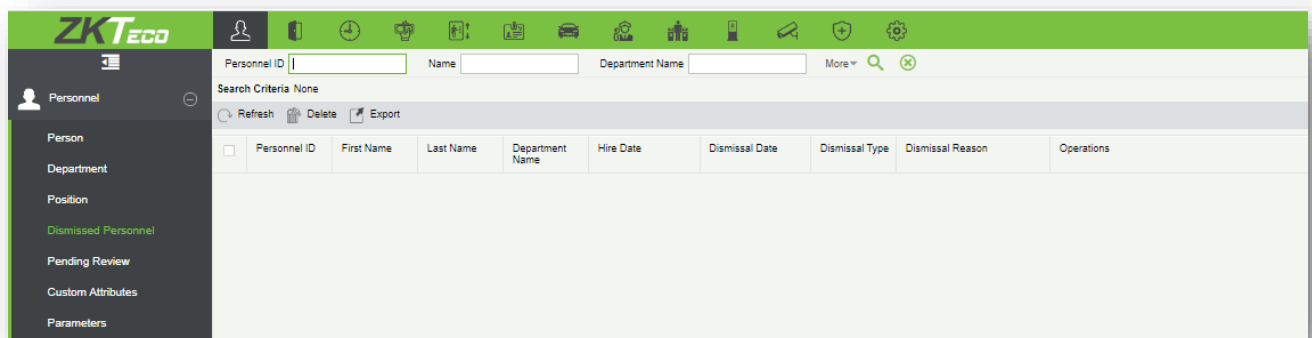 ZKTeco
Personnel ID Name Department Name More
Personnel
Search Criteria None
Refresh Delete Export
Person
Department
Position
Dismissed Personnel
Pending Review
Custom Attributes
Parameters
Personnel ID First Name Last Name Department Name Hire Date Dismissal Date Dismissal Type Dismissal Reason Operations